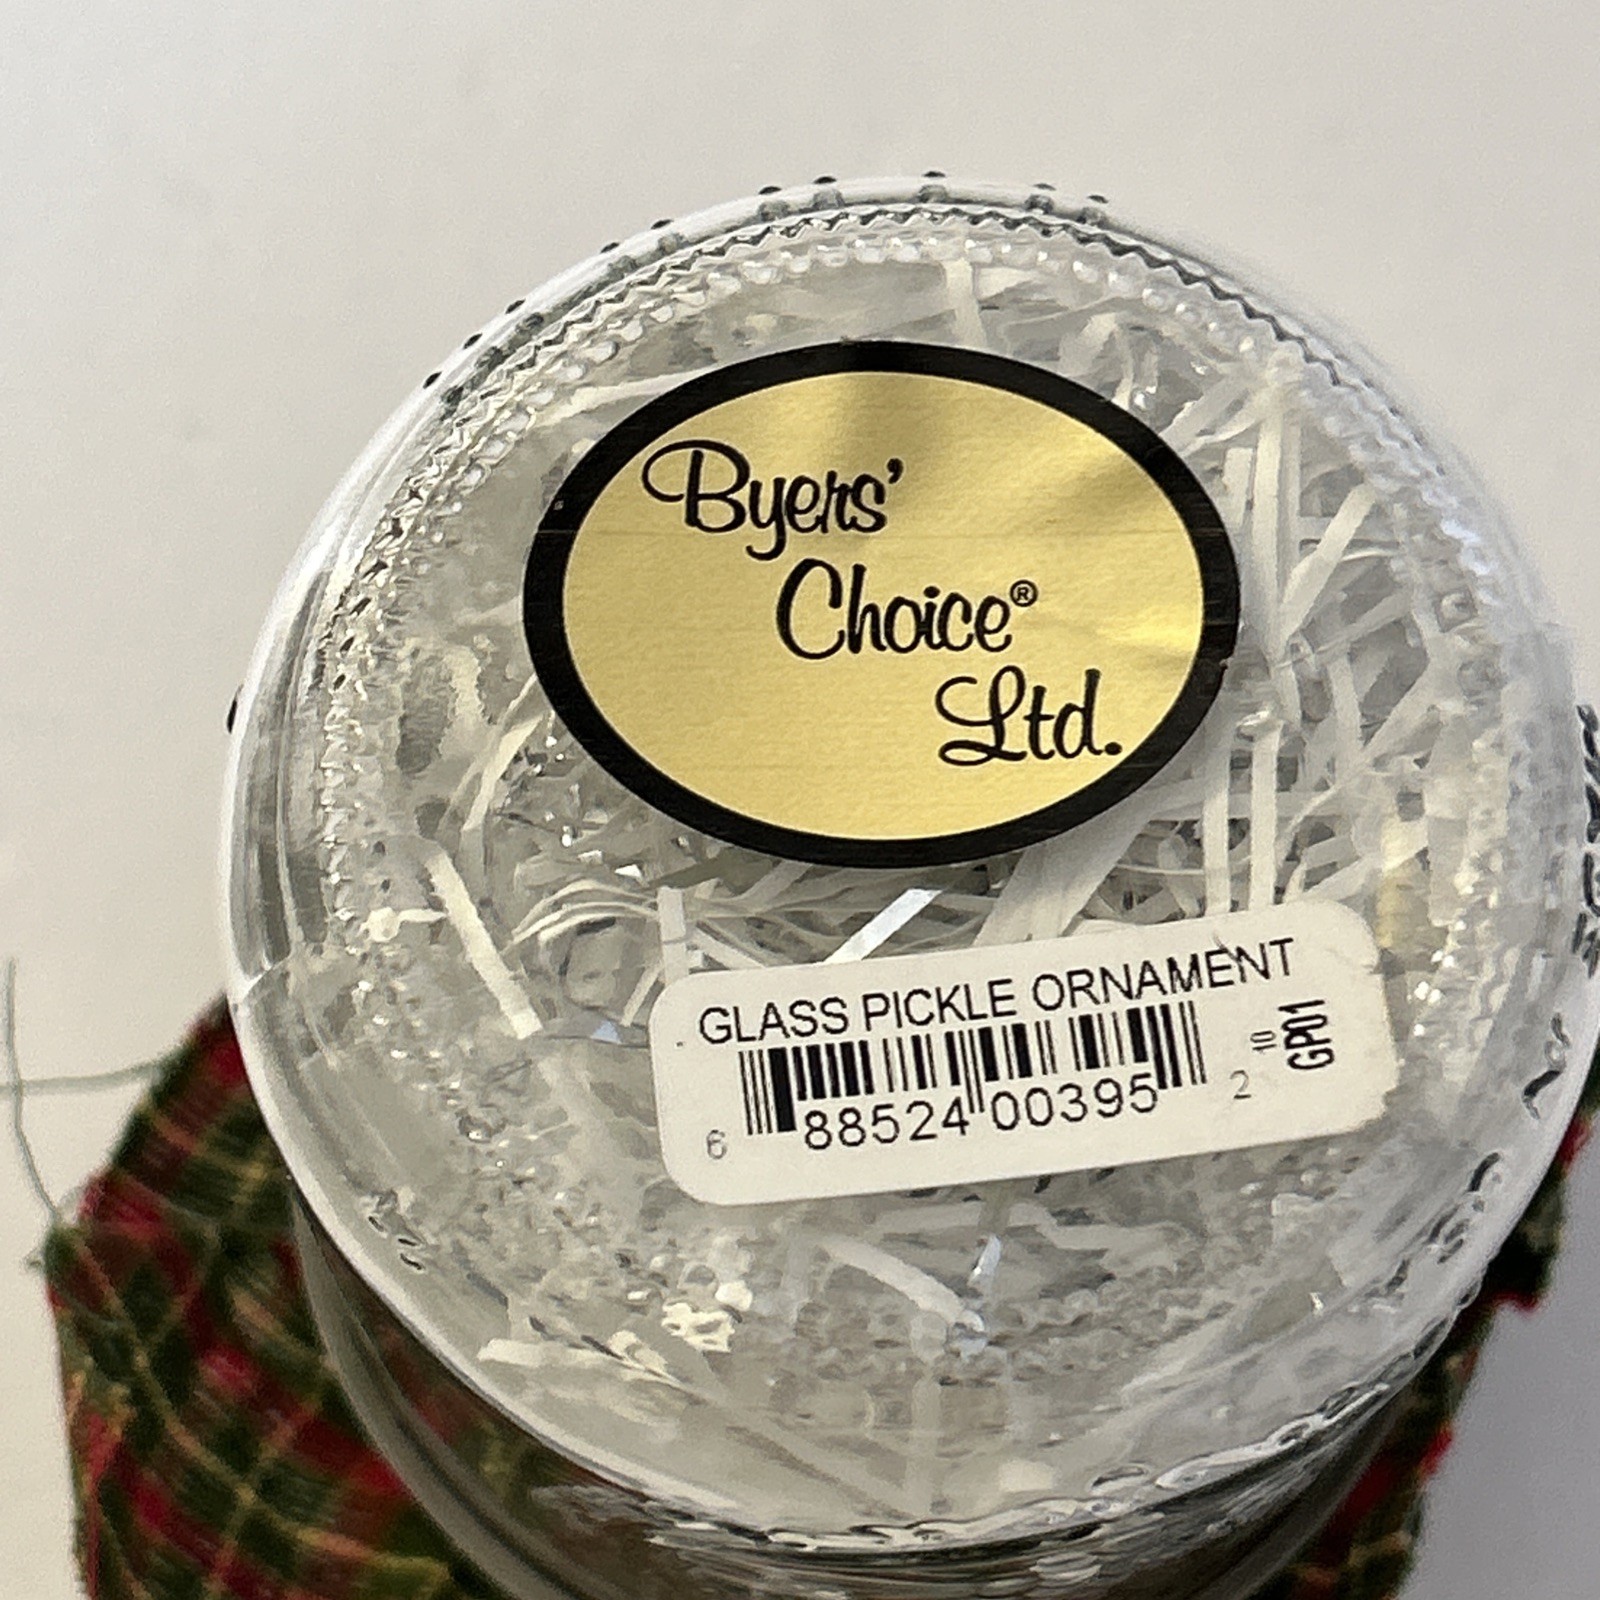 Byers'
Choice®
Ltd.
GLASS PICKLE ORNAMENT
6 88524 00395 2
10
GP01